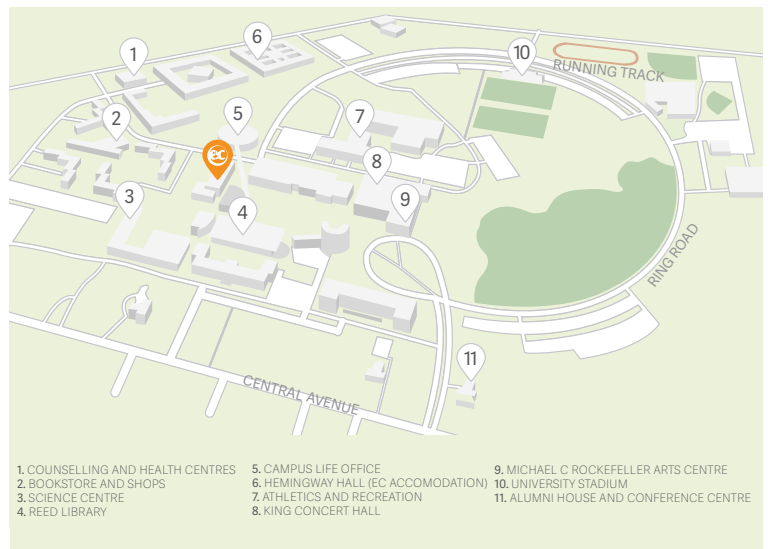 1
6
10
RUNNING TRACK
2
5
7
ec
8
3
4
9
RING ROAD
11
CENTRAL AVENUE
1. COUNSELLING AND HEALTH CENTRES
2. BOOKSTORE AND SHOPS
3. SCIENCE CENTRE
4. REED LIBRARY
5. CAMPUS LIFE OFFICE
6. HEMINGWAY HALL (EC ACCOMODATION)
7. ATHLETICS AND RECREATION
8. KING CONCERT HALL
9. MICHAEL C ROCKEFELLER ARTS CENTRE
10. UNIVERSITY STADIUM
11. ALUMNI HOUSE AND CONFERENCE CENTRE